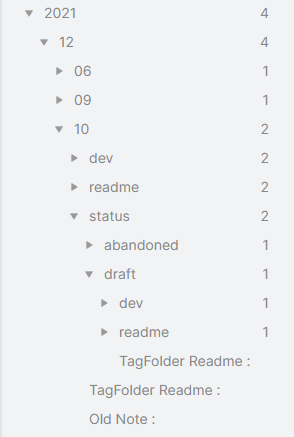 2021 4
12 4
06 1
09 1
10 2
dev 2
readme 2
status 2
abandoned 1
draft 1
dev 1
readme 1
TagFolder Readme :
TagFolder Readme :
Old Note :